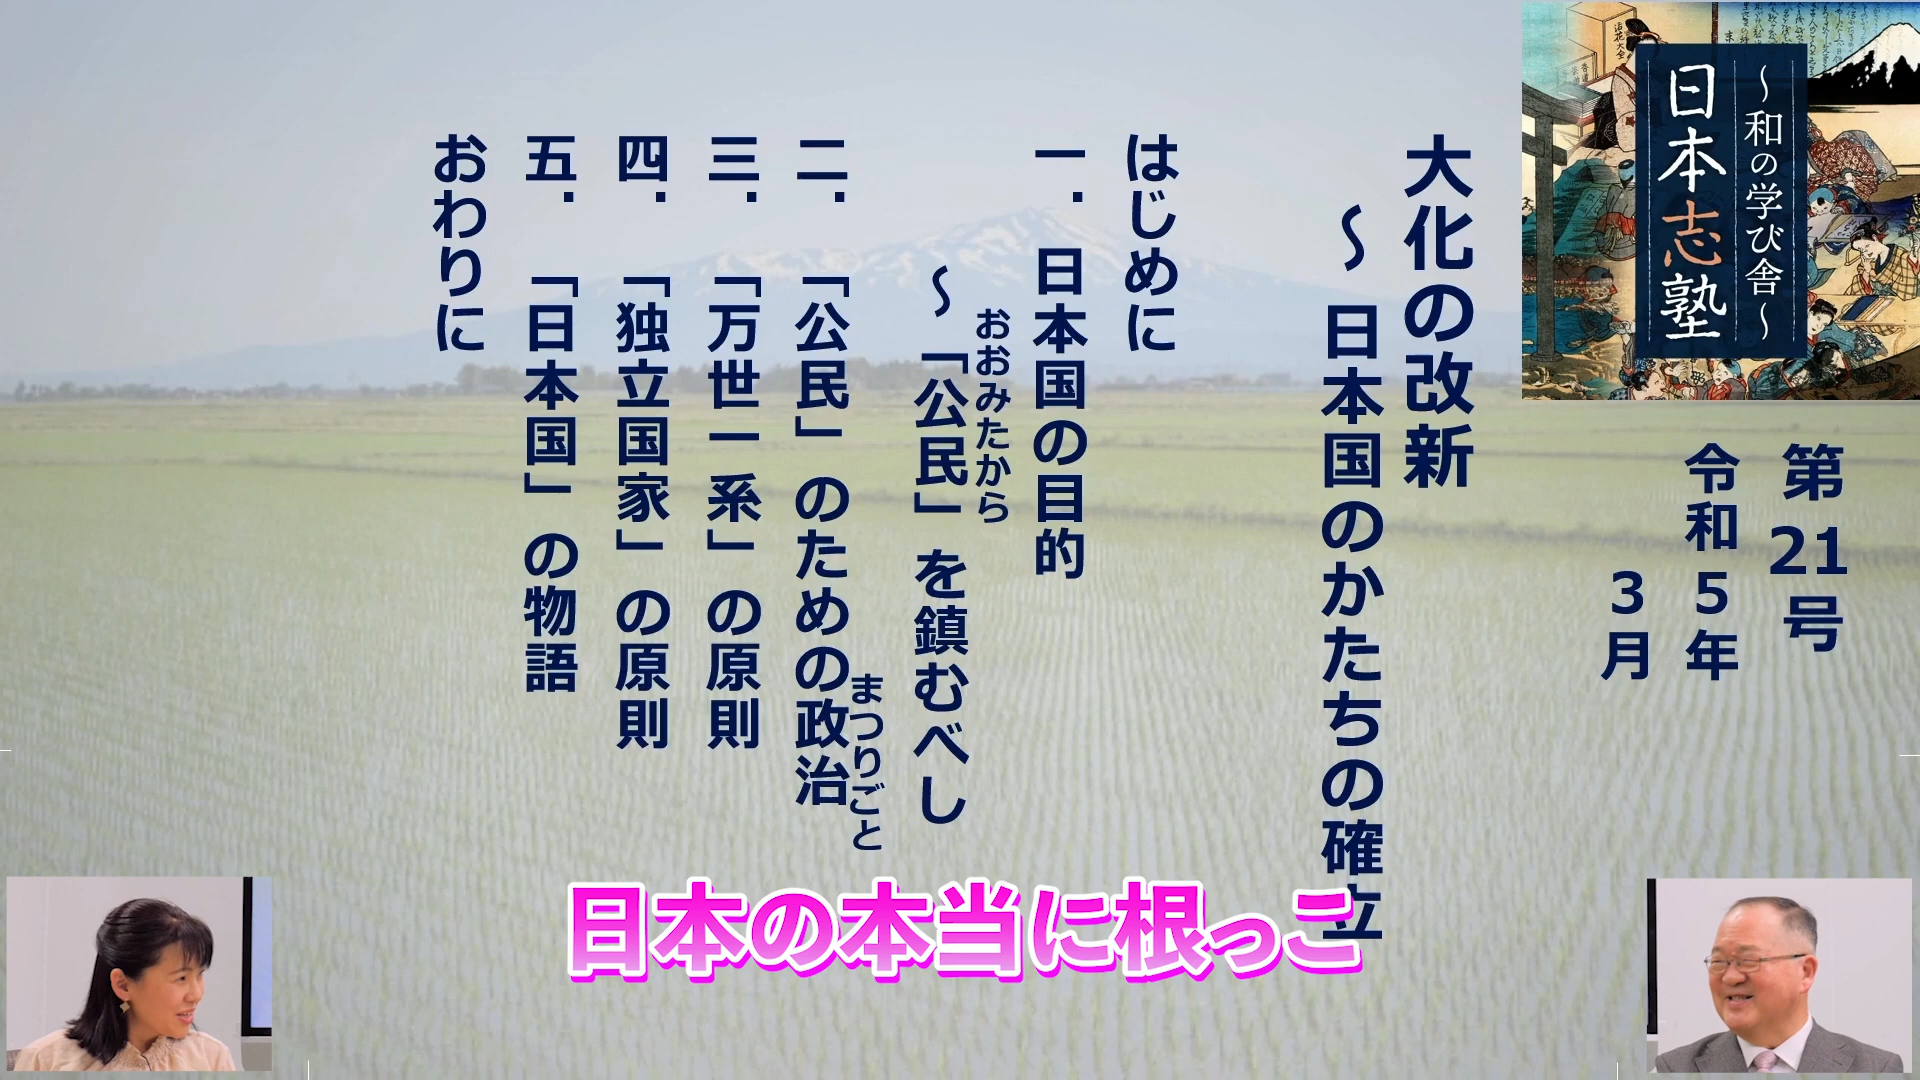 ～和の学び舎～
日本志塾
第21号
令和5年
3月
大化の改新
～日本国のかたちの確立
はじめに
一．日本国の目的
おおみたから
～「公民」を鎮むべし
まつりごと
二．「公民」のための政治
三．「万世一系」の原則
四．「独立国家」の原則
五．「日本国」の物語
おわりに
日本の本当に根っこ